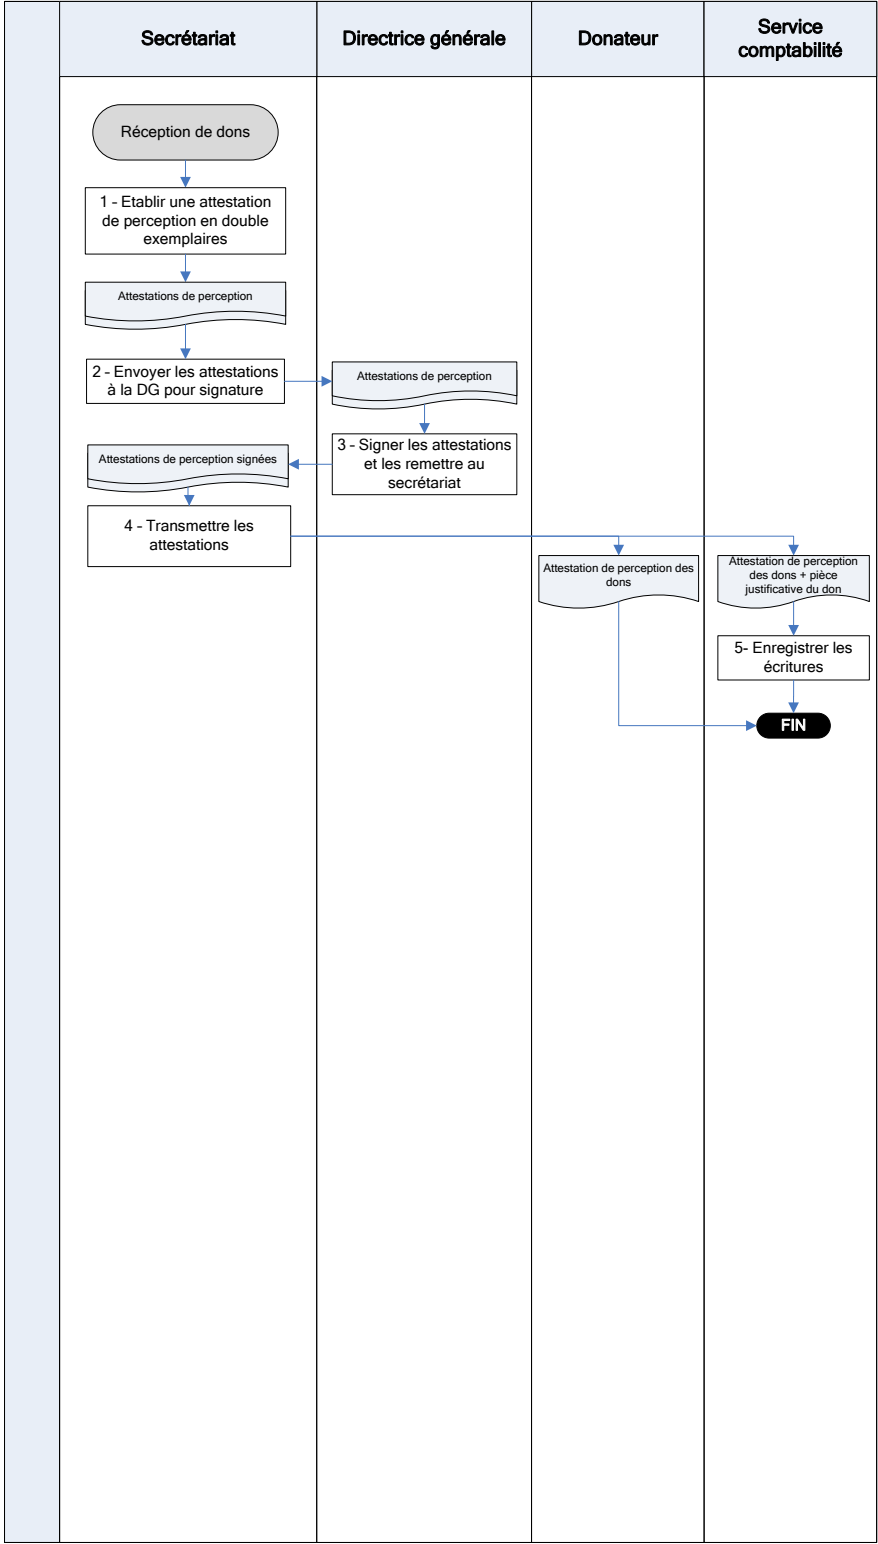 Secrétariat
Directrice générale
Donateur
Service
comptabilité
Réception de dons
1 - Etablir une attestation
de perception en double
exemplaires
Attestations de perception
2 - Envoyer les attestations
à la DG pour signature
Attestations de perception
3 - Signer les attestations
et les remettre au
secrétariat
Attestations de perception signées
4 - Transmettre les
attestations
Attestation de perception des
dons
Attestation de perception
des dons + pièce
justificative du don
5- Enregistrer les
écritures
FIN